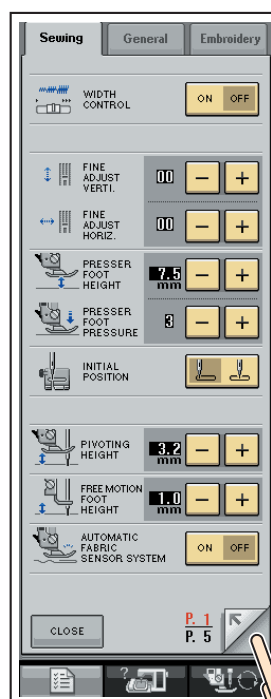 Sewing General Embroidery
WIDTH
CONTROL
ON OFF
FINE
ADJUST
VERTI.
00 - +
FINE
ADJUST
HORIZ.
00 - +
PRESSER
FOOT
HEIGHT
7.5
mm
- +
PRESSER
FOOT
PRESSURE
3 - +
INITIAL
POSITION
PIVOTING
HEIGHT
3.2
mm
- +
FREE MOTION
FOOT
HEIGHT
1.0
mm
- +
AUTOMATIC
FABRIC
SENSOR SYSTEM
ON OFF
CLOSE
P. 1
P. 5
?